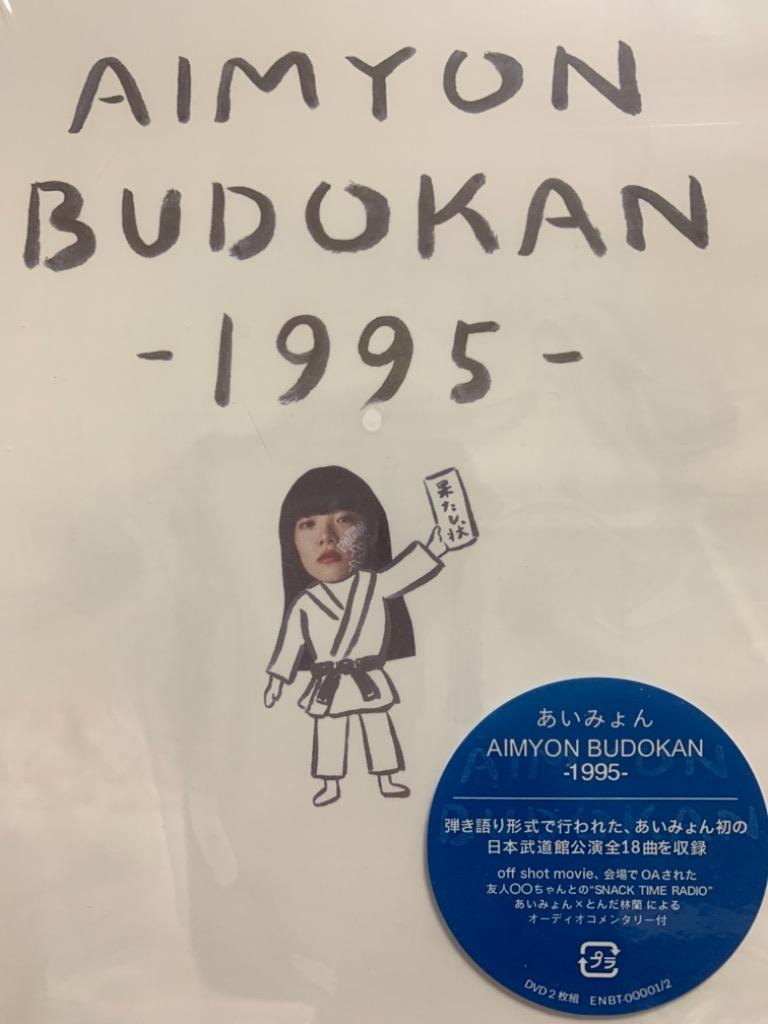 AIMYON
BUDOKAN
-1995-
果たし状
あいみょん
AIMYON BUDOKAN
-1995-
弾き語り形式で行われた、あいみょん初の
日本武道館公演全18曲を収録
off shot movie、会場でOAされた
友人〇〇ちゃんとの“SNACK TIME RADIO”
あいみょん×とんだ林蘭 による
オーディオコメンタリー付
プラ
DVD2枚組 ENBT-00001/2